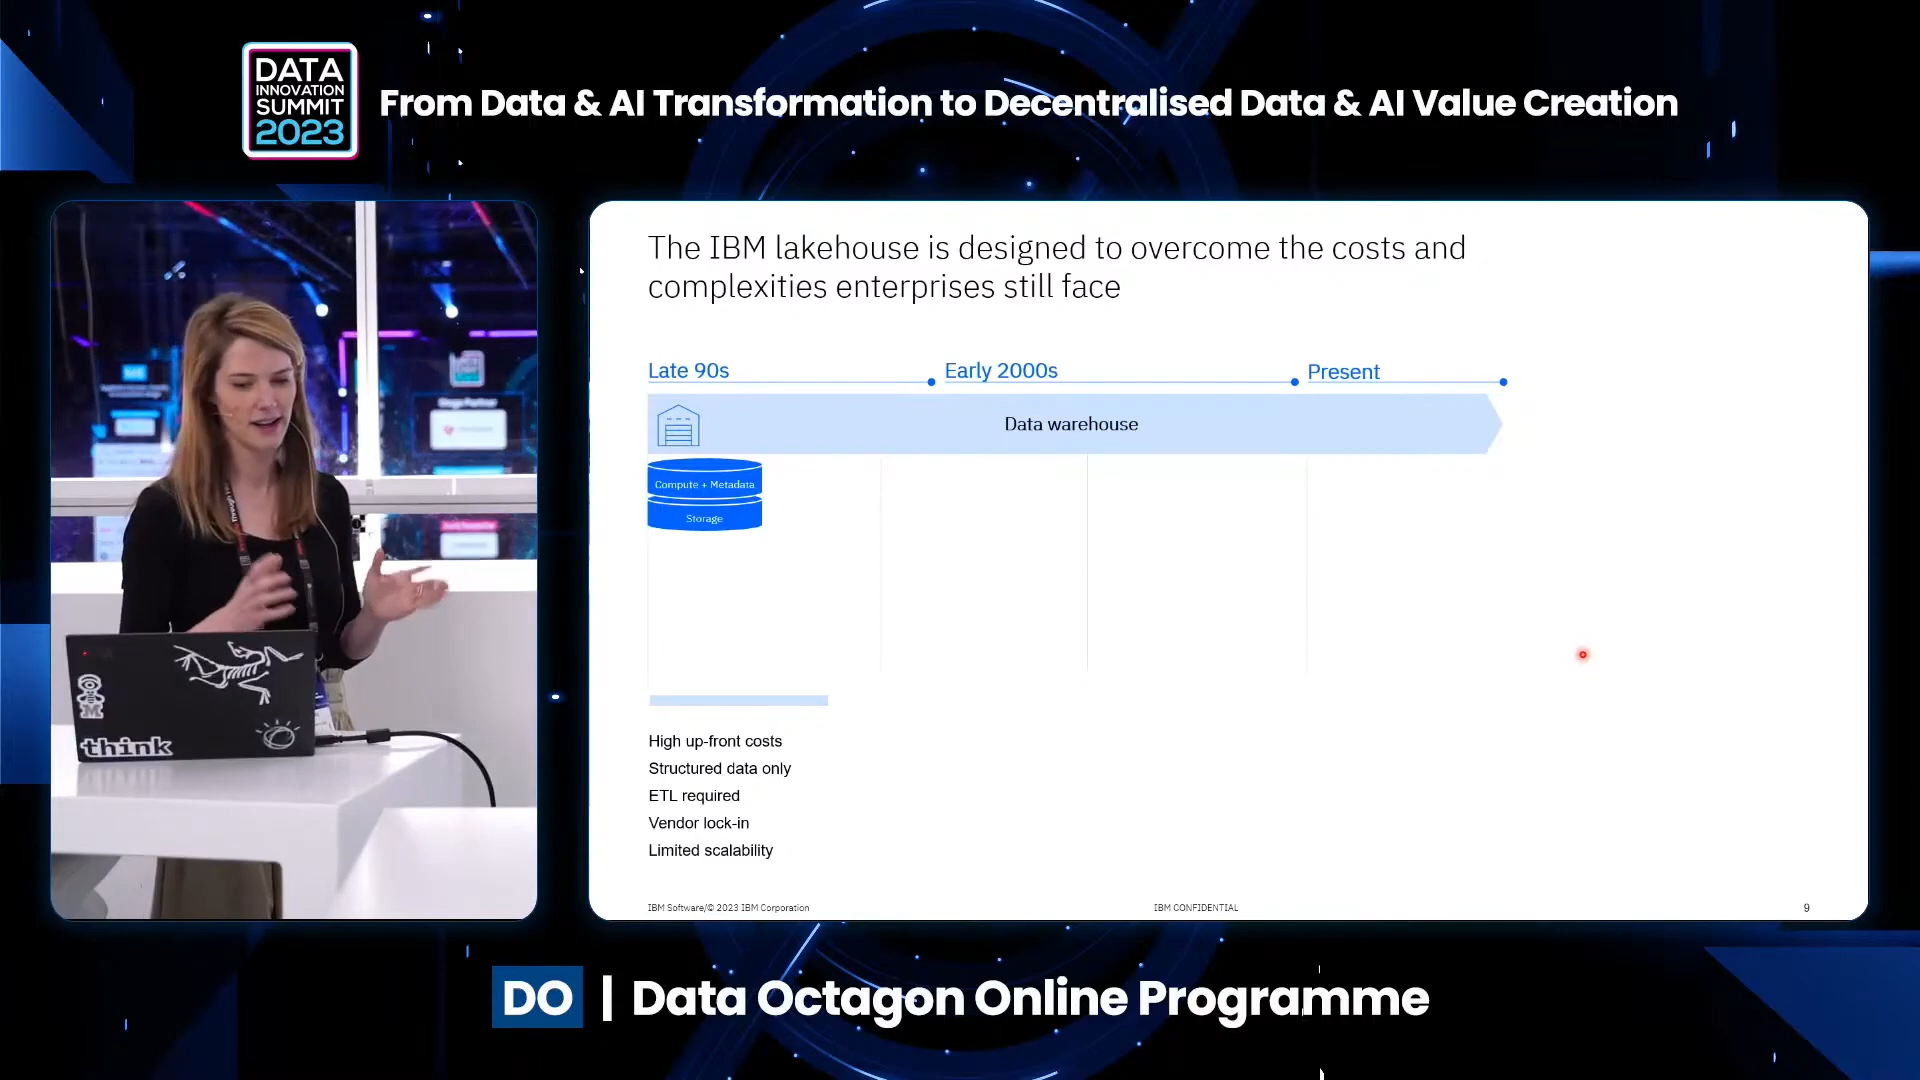 DATA
INNOVATION
SUMMIT
2023
From Data & AI Transformation to Decentralised Data & AI Value Creation
The IBM lakehouse is designed to overcome the costs and
complexities enterprises still face
Late 90s
Early 2000s
Present
Data warehouse
Compute + Metadata
Storage
High up-front costs
Structured data only
ETL required
Vendor lock-in
Limited scalability
IBM Software/© 2023 IBM Corporation
IBM CONFIDENTIAL
9
M
think
DO | Data Octagon Online Programme